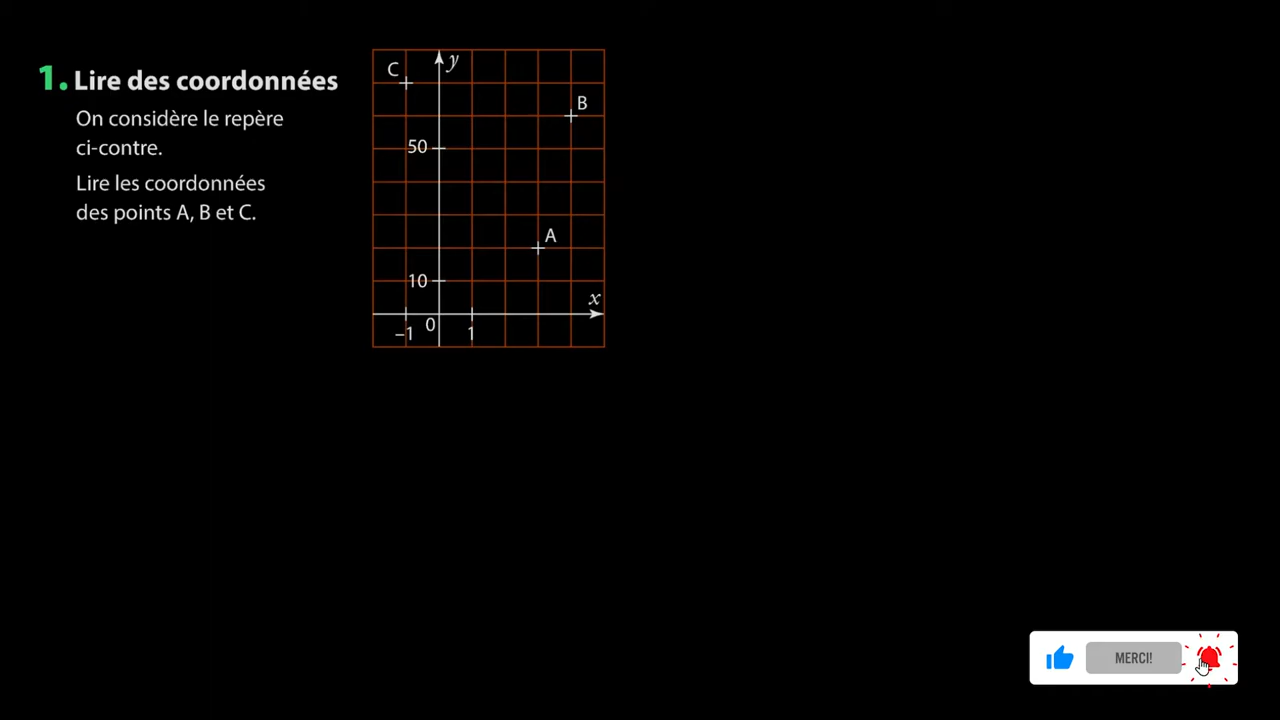 1. Lire des coordonnées
On considère le repère
ci-contre.
Lire les coordonnées
des points A, B et C.
C
y
B
50
A
10
x
0
–1
1
MERCI!